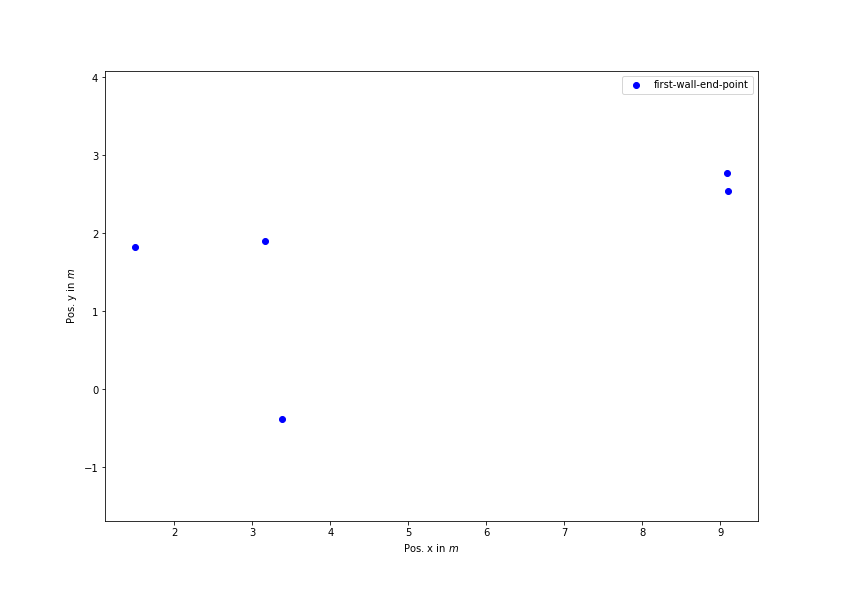 first-wall-end-point
4
3
2
1
0
−1
Pos. y in m
2 3 4 5 6 7 8 9
Pos. x in m